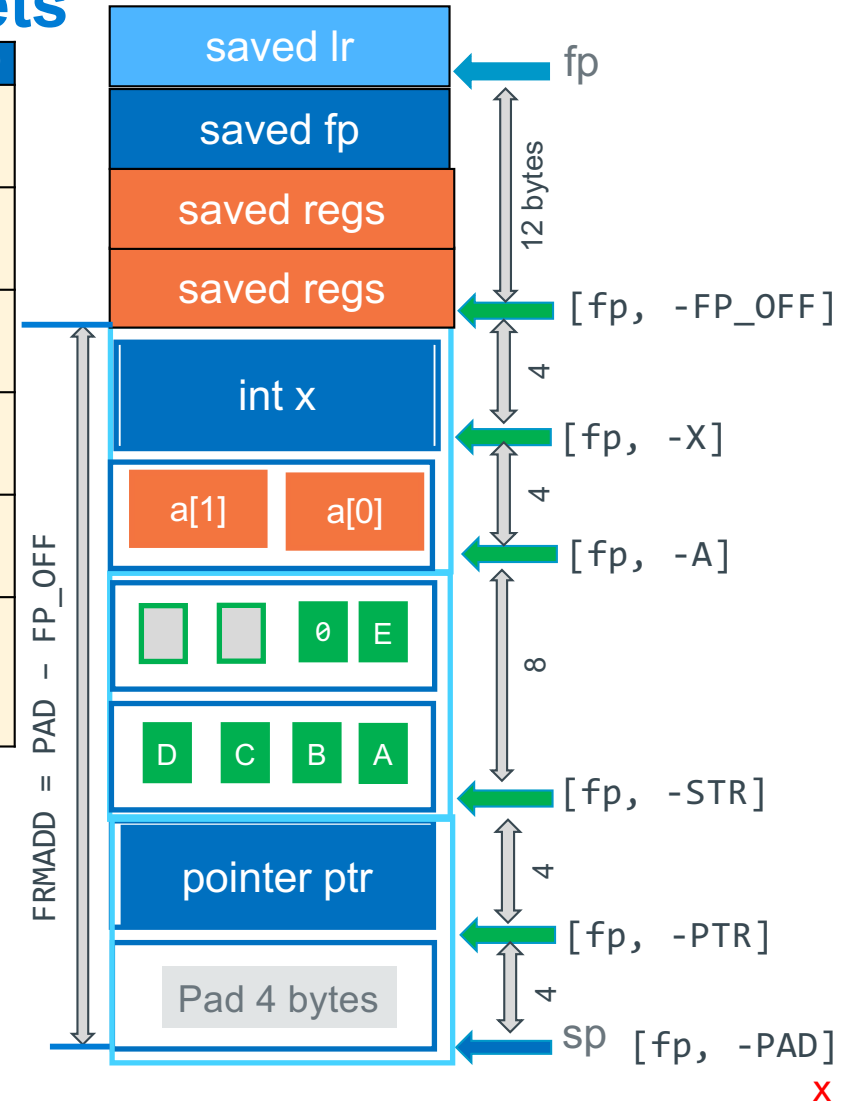 ets
saved lr
fp
saved fp
12 bytes
saved regs
saved regs
[fp, -FP_OFF]
4
int x
[fp, -X]
4
a[1] a[0]
[fp, -A]
FRMADD = PAD – FP_OFF
0 E
8
D C B A
[fp, -STR]
4
pointer ptr
[fp, -PTR]
4
Pad 4 bytes
sp [fp, -PAD]
x